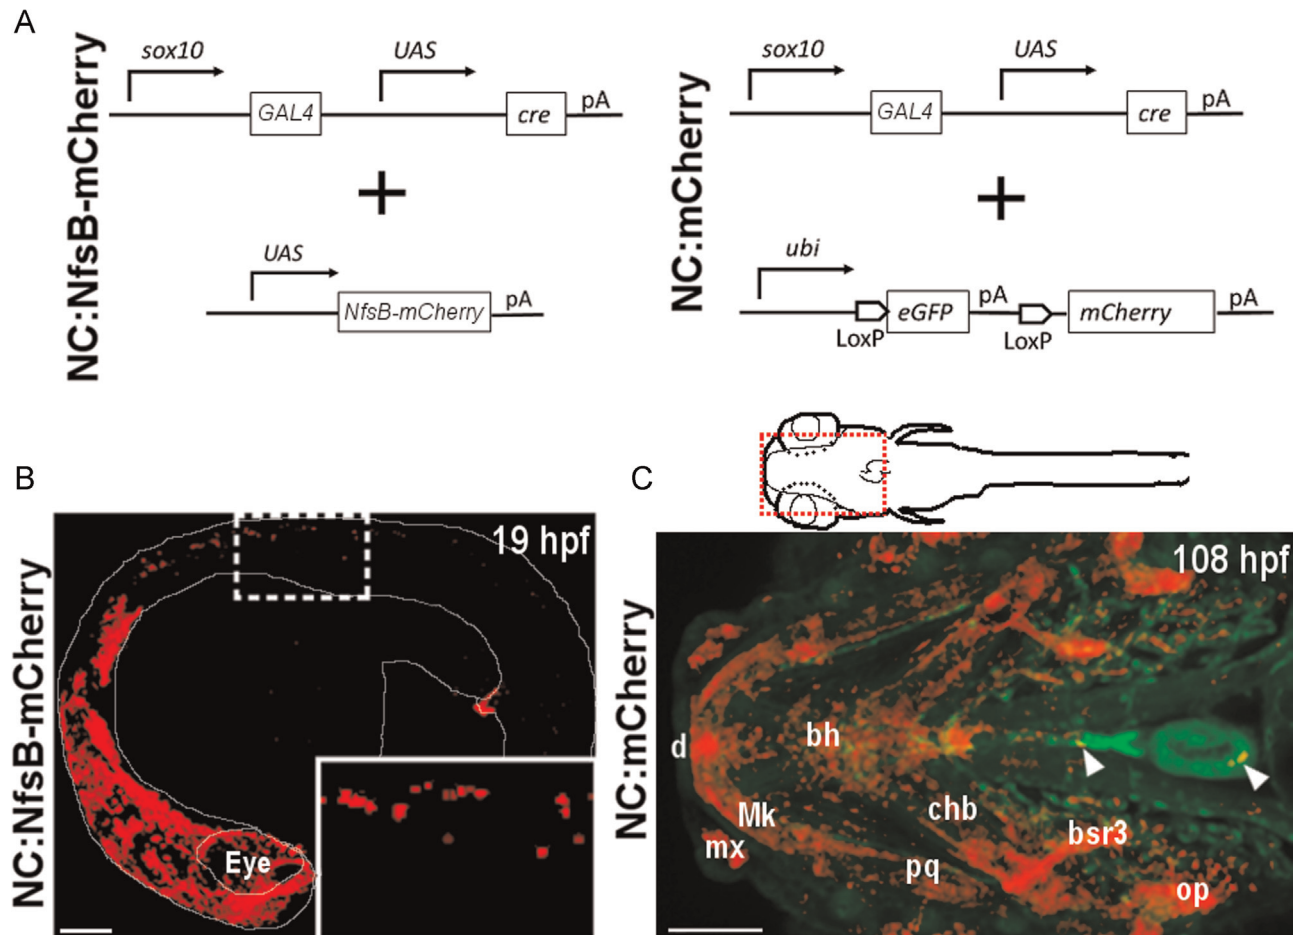 A
NC:NfsB-mCherry
sox10
UAS
GAL4
cre
pA
+
UAS
NfsB-mCherry
pA
NC:mCherry
sox10
UAS
GAL4
cre
pA
+
ubi
LoxP
eGFP
pA
LoxP
mCherry
pA
B
NC:NfsB-mCherry
19 hpf
Eye
C
NC:mCherry
108 hpf
d
bh
Mk
mx
chb
pq
bsr3
op